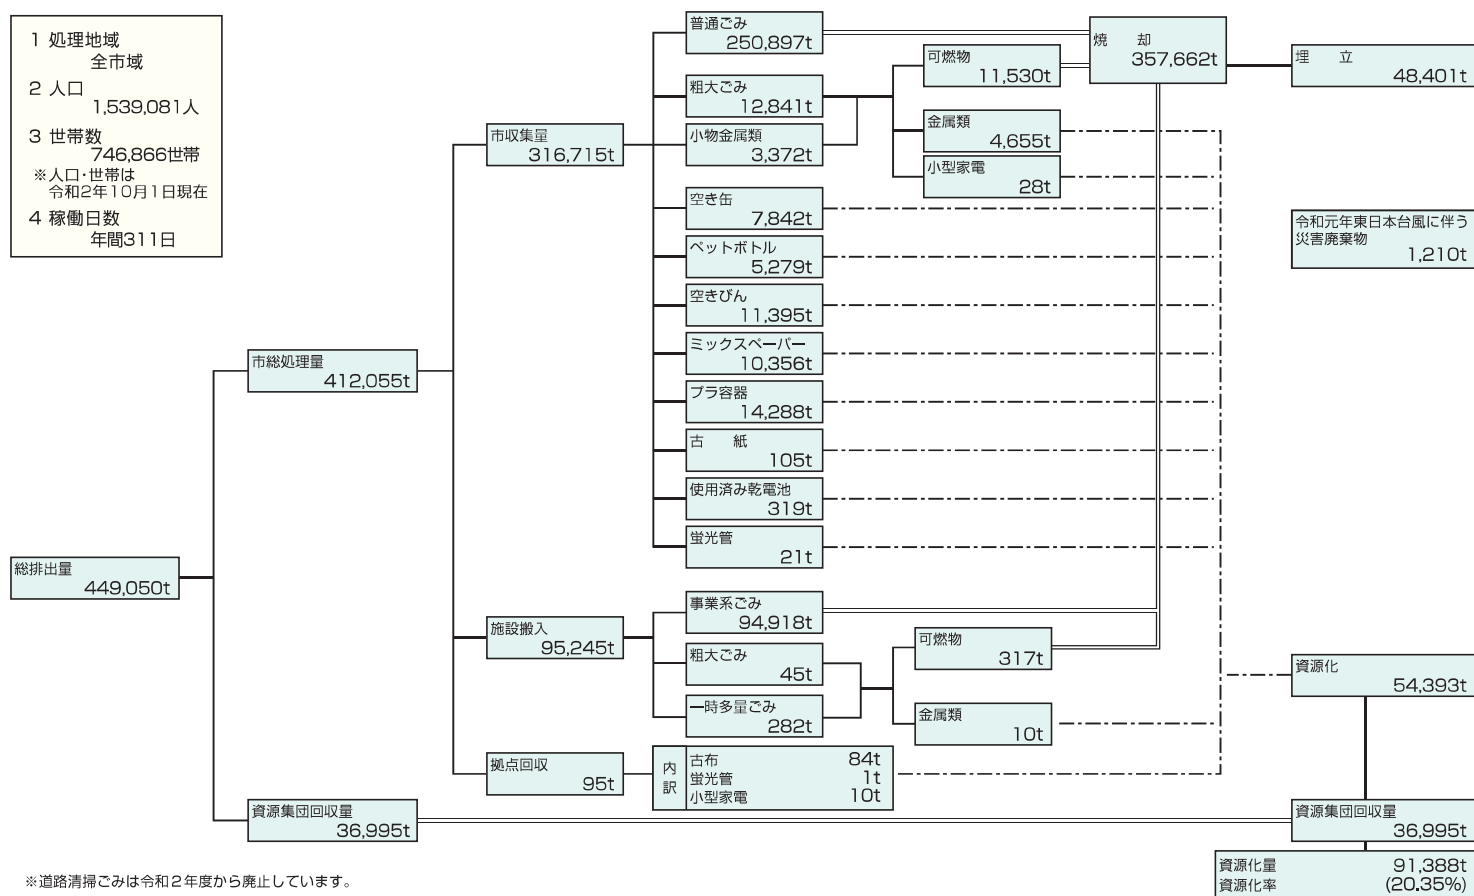 1 処理地域
全市域
2 人口
1,539,081人
3 世帯数
746,866世帯
※人口・世帯は
令和2年10月1日現在
4 稼働日数
年間311日
総排出量
449,050t
市総処理量
412,055t
資源集団回収量
36,995t
市収集量
316,715t
施設搬入
95,245t
拠点回収
95t
普通ごみ
250,897t
粗大ごみ
12,841t
小物金属類
3,372t
空き缶
7,842t
ペットボトル
5,279t
空きびん
11,395t
ミックスペーパー
10,356t
プラ容器
14,288t
古 紙
105t
使用済み乾電池
319t
蛍光管
21t
事業系ごみ
94,918t
粗大ごみ
45t
一時多量ごみ
282t
内訳
古布 84t
蛍光管 1t
小型家電 10t
可燃物
11,530t
金属類
4,655t
小型家電
28t
可燃物
317t
金属類
10t
焼 却
357,662t
埋 立
48,401t
令和元年東日本台風に伴う
災害廃棄物
1,210t
資源化
54,393t
資源集団回収量
36,995t
資源化量 91,388t
資源化率 (20.35%)
※道路清掃ごみは令和2年度から廃止しています。